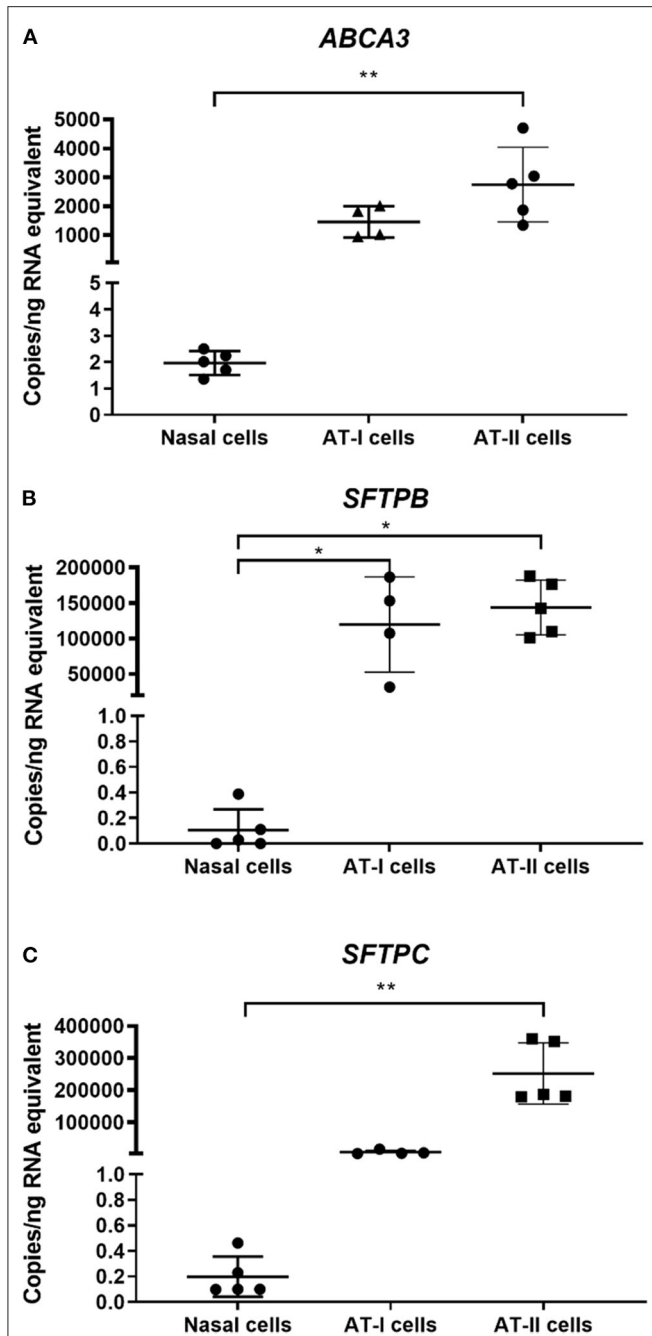 A
ABCA3
**
5000
4000
3000
2000
1000
5
4
3
2
1
0
Copies/ng RNA equivalent
Nasal cells AT-I cells AT-II cells
B
SFTPB
*
*
200000
150000
100000
50000
1.0
0.8
0.6
0.4
0.2
0.0
Copies/ng RNA equivalent
Nasal cells AT-I cells AT-II cells
C
SFTPC
**
400000
300000
200000
100000
1.0
0.8
0.6
0.4
0.2
0.0
Copies/ng RNA equivalent
Nasal cells AT-I cells AT-II cells